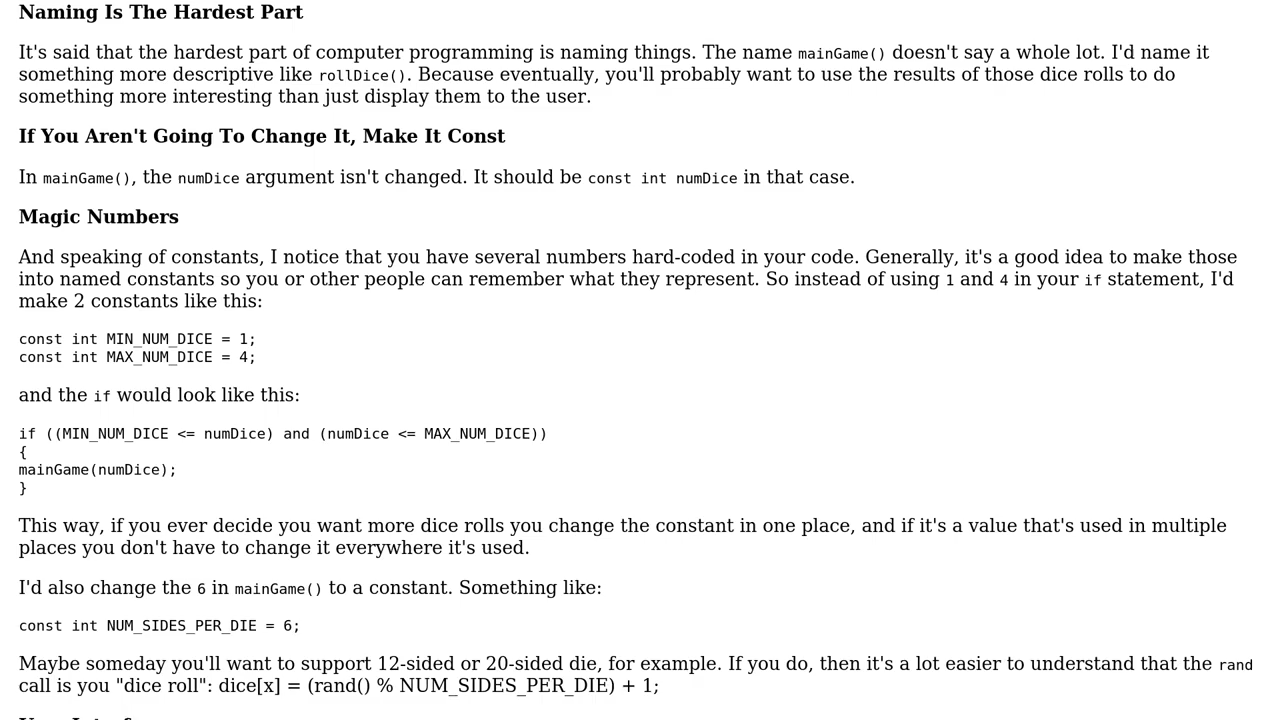 Naming Is The Hardest Part
It's said that the hardest part of computer programming is naming things. The name mainGame() doesn't say a whole lot. I'd name it
something more descriptive like rollDice(). Because eventually, you'll probably want to use the results of those dice rolls to do
something more interesting than just display them to the user.
If You Aren't Going To Change It, Make It Const
In mainGame(), the numDice argument isn't changed. It should be const int numDice in that case.
Magic Numbers
And speaking of constants, I notice that you have several numbers hard-coded in your code. Generally, it's a good idea to make those
into named constants so you or other people can remember what they represent. So instead of using 1 and 4 in your if statement, I'd
make 2 constants like this:
const int MIN_NUM_DICE = 1;
const int MAX_NUM_DICE = 4;
and the if would look like this:
if ((MIN_NUM_DICE <= numDice) and (numDice <= MAX_NUM_DICE))
{
mainGame(numDice);
}
This way, if you ever decide you want more dice rolls you change the constant in one place, and if it's a value that's used in multiple
places you don't have to change it everywhere it's used.
I'd also change the 6 in mainGame() to a constant. Something like:
const int NUM_SIDES_PER_DIE = 6;
Maybe someday you'll want to support 12-sided or 20-sided die, for example. If you do, then it's a lot easier to understand that the rand
call is you "dice roll": dice[x] = (rand() % NUM_SIDES_PER_DIE) + 1;